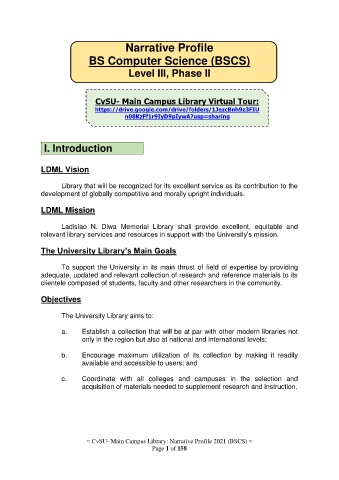 Narrative Profile
BS Computer Science (BSCS)
Level III, Phase II
CvSU- Main Campus Library Virtual Tour:
https://drive.google.com/drive/folders/1JezcBnh9z3FIU
n08KzFf1r9IyD9pIywA?usp=sharing
I. Introduction
LDML Vision
Library that will be recognized for its excellent service as its contribution to the
development of globally competitive and morally upright individuals.
LDML Mission
Ladislao N. Diwa Memorial Library shall provide excellent, equitable and
relevant library services and resources in support with the University's mission.
The University Library's Main Goals
To support the University in its main thrust of field of expertise by providing
adequate, updated and relevant collection of research and reference materials to its
clientele composed of students, faculty and other researchers in the community.
Objectives
The University Library aims to:
a. Establish a collection that will be at par with other modern libraries not
only in the region but also at national and international levels;
b. Encourage maximum utilization of its collection by making it readily
available and accessible to users; and
c. Coordinate with all colleges and campuses in the selection and
acquisition of materials needed to supplement research and instruction.
= CvSU- Main Campus Library: Narrative Profile 2021 (BSCS) =
Page 1 of 158